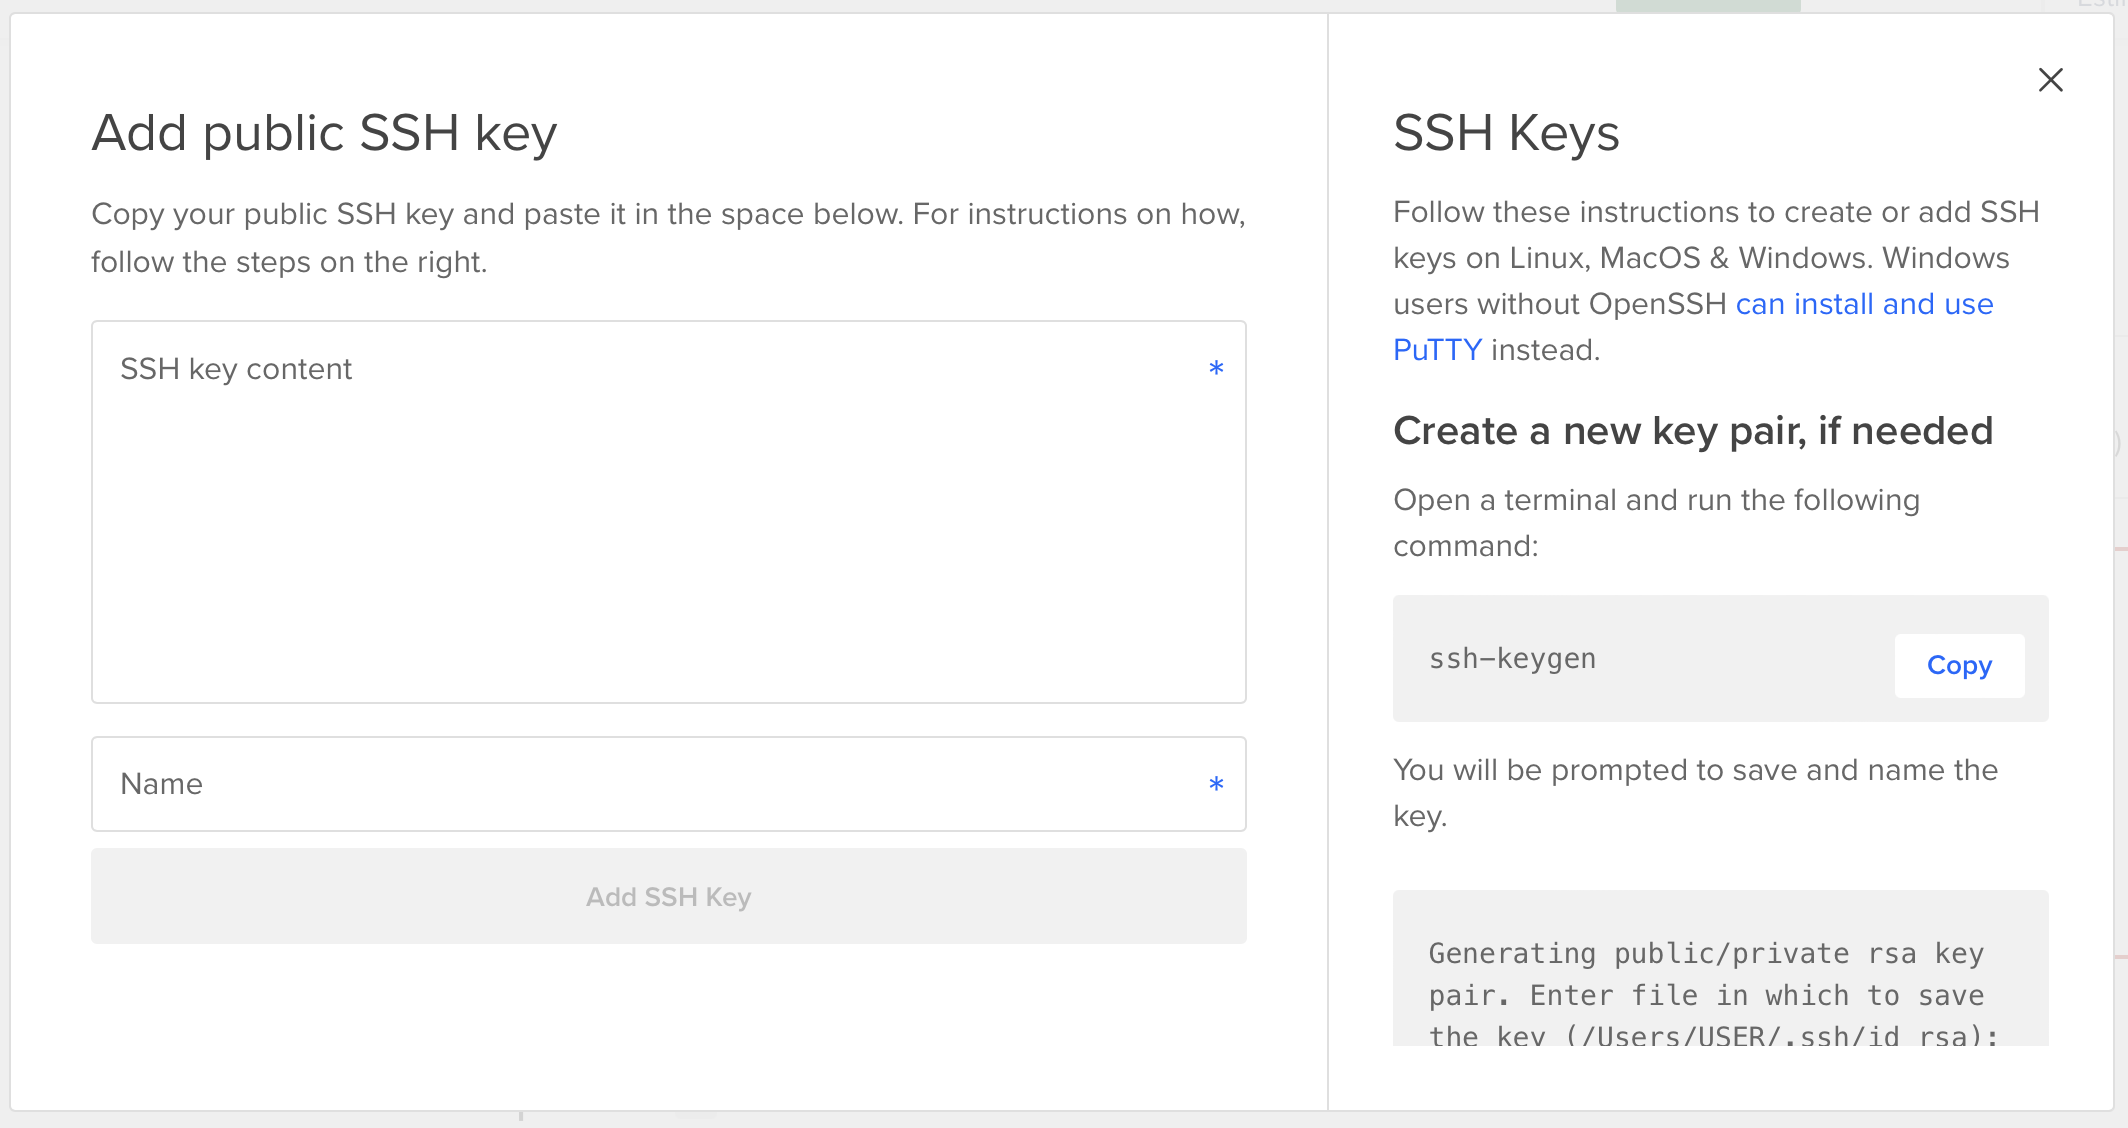 Add public SSH key
Copy your public SSH key and paste it in the space below. For instructions on how,
follow the steps on the right.
SSH key content *
Name *
Add SSH Key
SSH Keys
Follow these instructions to create or add SSH
keys on Linux, MacOS & Windows. Windows
users without OpenSSH can install and use
PuTTY instead.
Create a new key pair, if needed
Open a terminal and run the following
command:
ssh-keygen
Copy
You will be prompted to save and name the
key.
Generating public/private rsa key
pair. Enter file in which to save
the key (/Users/USER/.ssh/id_rsa):